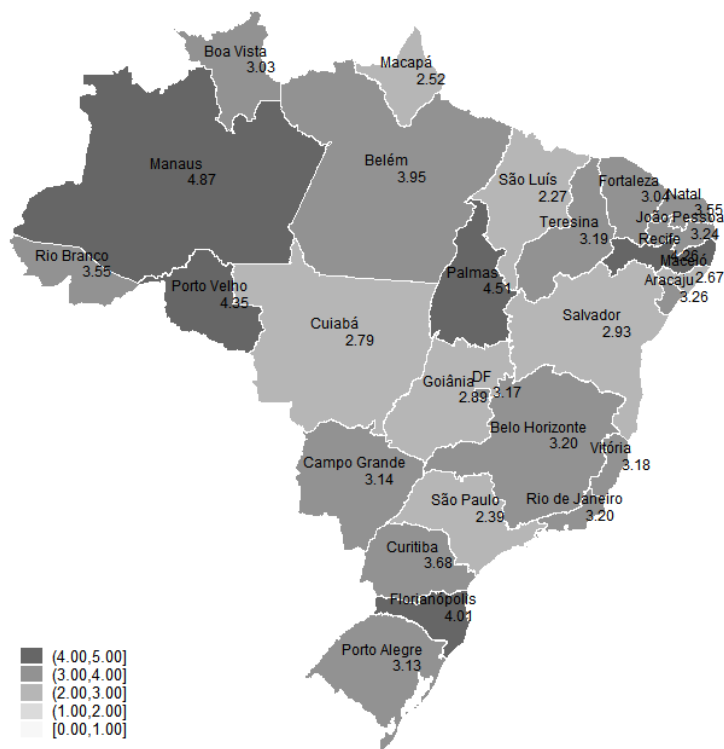 Boa Vista
3.03
Macapá
2.52
Manaus
4.87
Belém
3.95
São Luís
2.27
Fortaleza
3.04
Natal
3.55
Teresina
3.19
João Pessoa
3.24
Recife
4.26
Maceió
2.67
Aracaju
3.26
Rio Branco
3.55
Porto Velho
4.35
Palmas
4.51
Salvador
2.93
Cuiabá
2.79
Goiânia
2.89
DF
3.17
Belo Horizonte
3.20
Vitória
3.18
Campo Grande
3.14
São Paulo
2.39
Rio de Janeiro
3.20
Curitiba
3.68
Florianópolis
4.01
Porto Alegre
3.13
(4.00,5.00]
(3.00,4.00]
(2.00,3.00]
(1.00,2.00]
[0.00,1.00]